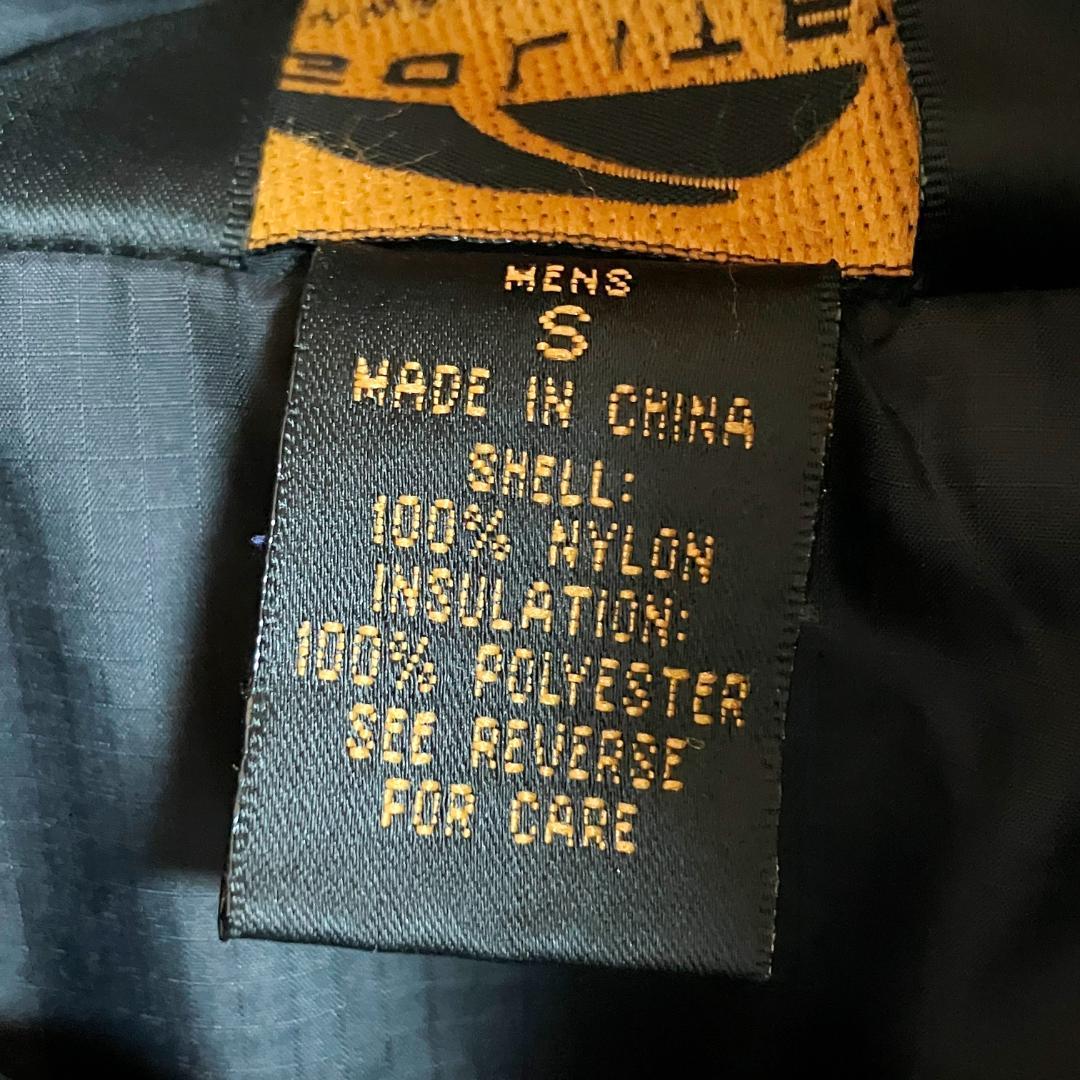 MENS
S
MADE IN CHINA
SHELL:
100% NYLON
INSULATION:
100% POLYESTER
SEE REVERSE
FOR CARE